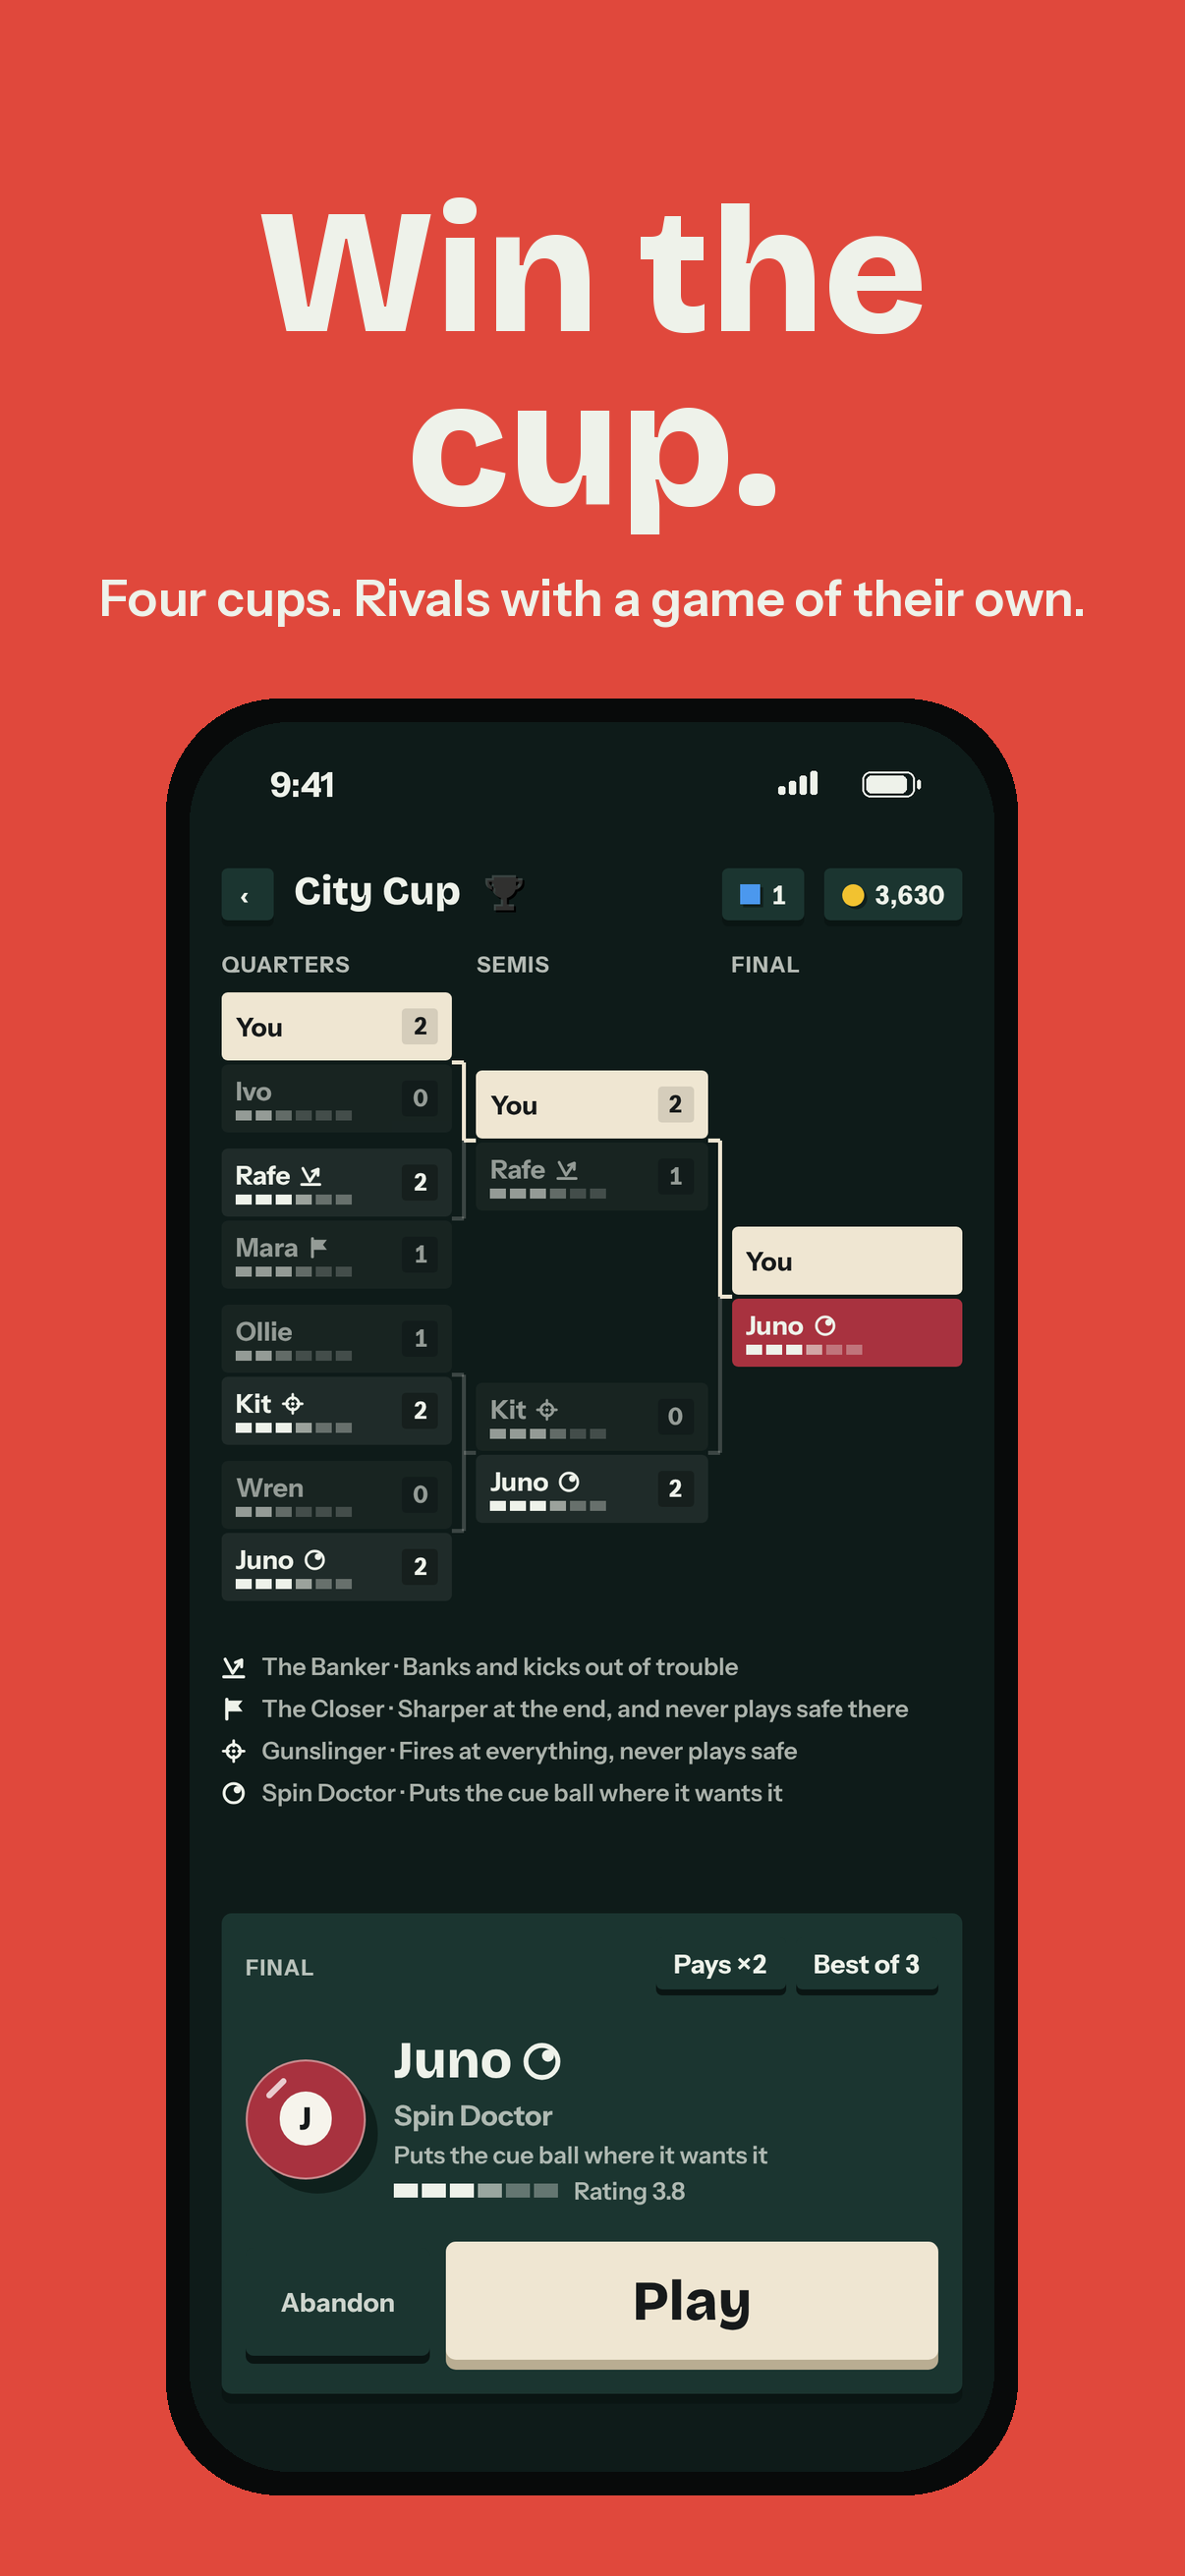 Win the
cup.
Four cups. Rivals with a game of their own.
9:41
‹ City Cup 1 3,630
QUARTERS SEMIS FINAL
You 2
Ivo 0
You 2
Rafe 2
Rafe 1
Mara 1
You
Ollie 1
Juno
Kit 2
Kit 0
Wren 0
Juno 2
Juno 2
The Banker · Banks and kicks out of trouble
The Closer · Sharper at the end, and never plays safe there
Gunslinger · Fires at everything, never plays safe
Spin Doctor · Puts the cue ball where it wants it
FINAL Pays ×2 Best of 3
Juno
J
Spin Doctor
Puts the cue ball where it wants it
Rating 3.8
Abandon Play